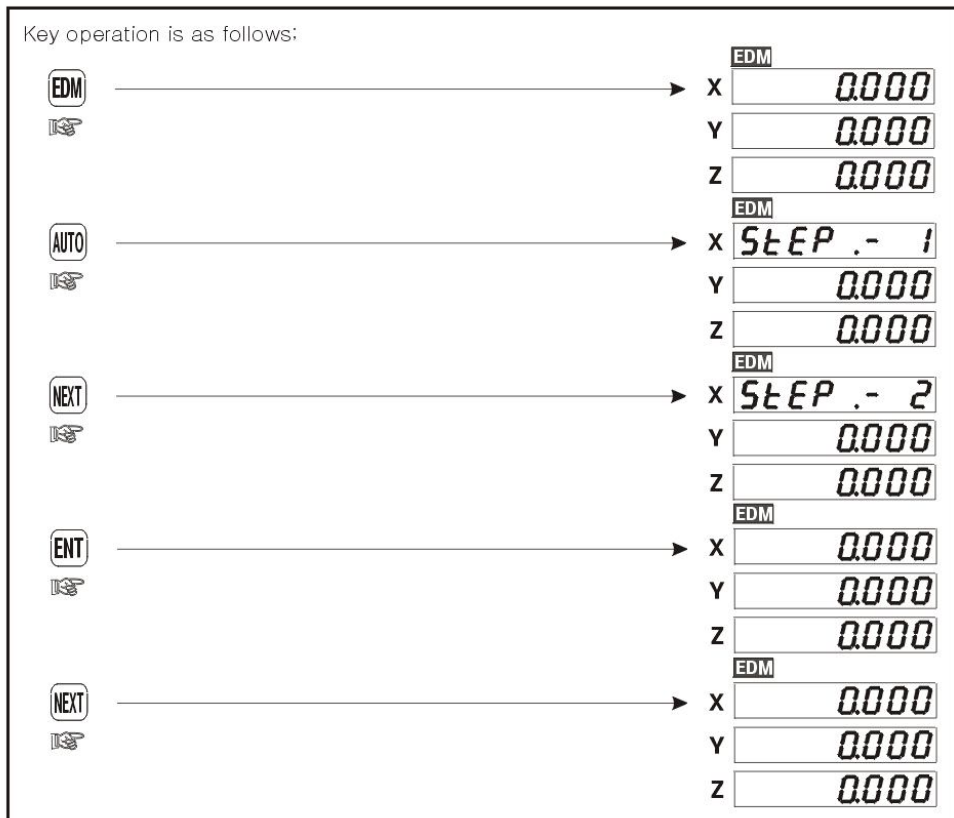 Key operation is as follows:
EDM
EDM
X 0.000
Y 0.000
Z 0.000
AUTO
EDM
X StEP .- 1
Y 0.000
Z 0.000
NEXT
EDM
X StEP .- 2
Y 0.000
Z 0.000
ENT
EDM
X 0.000
Y 0.000
Z 0.000
NEXT
EDM
X 0.000
Y 0.000
Z 0.000